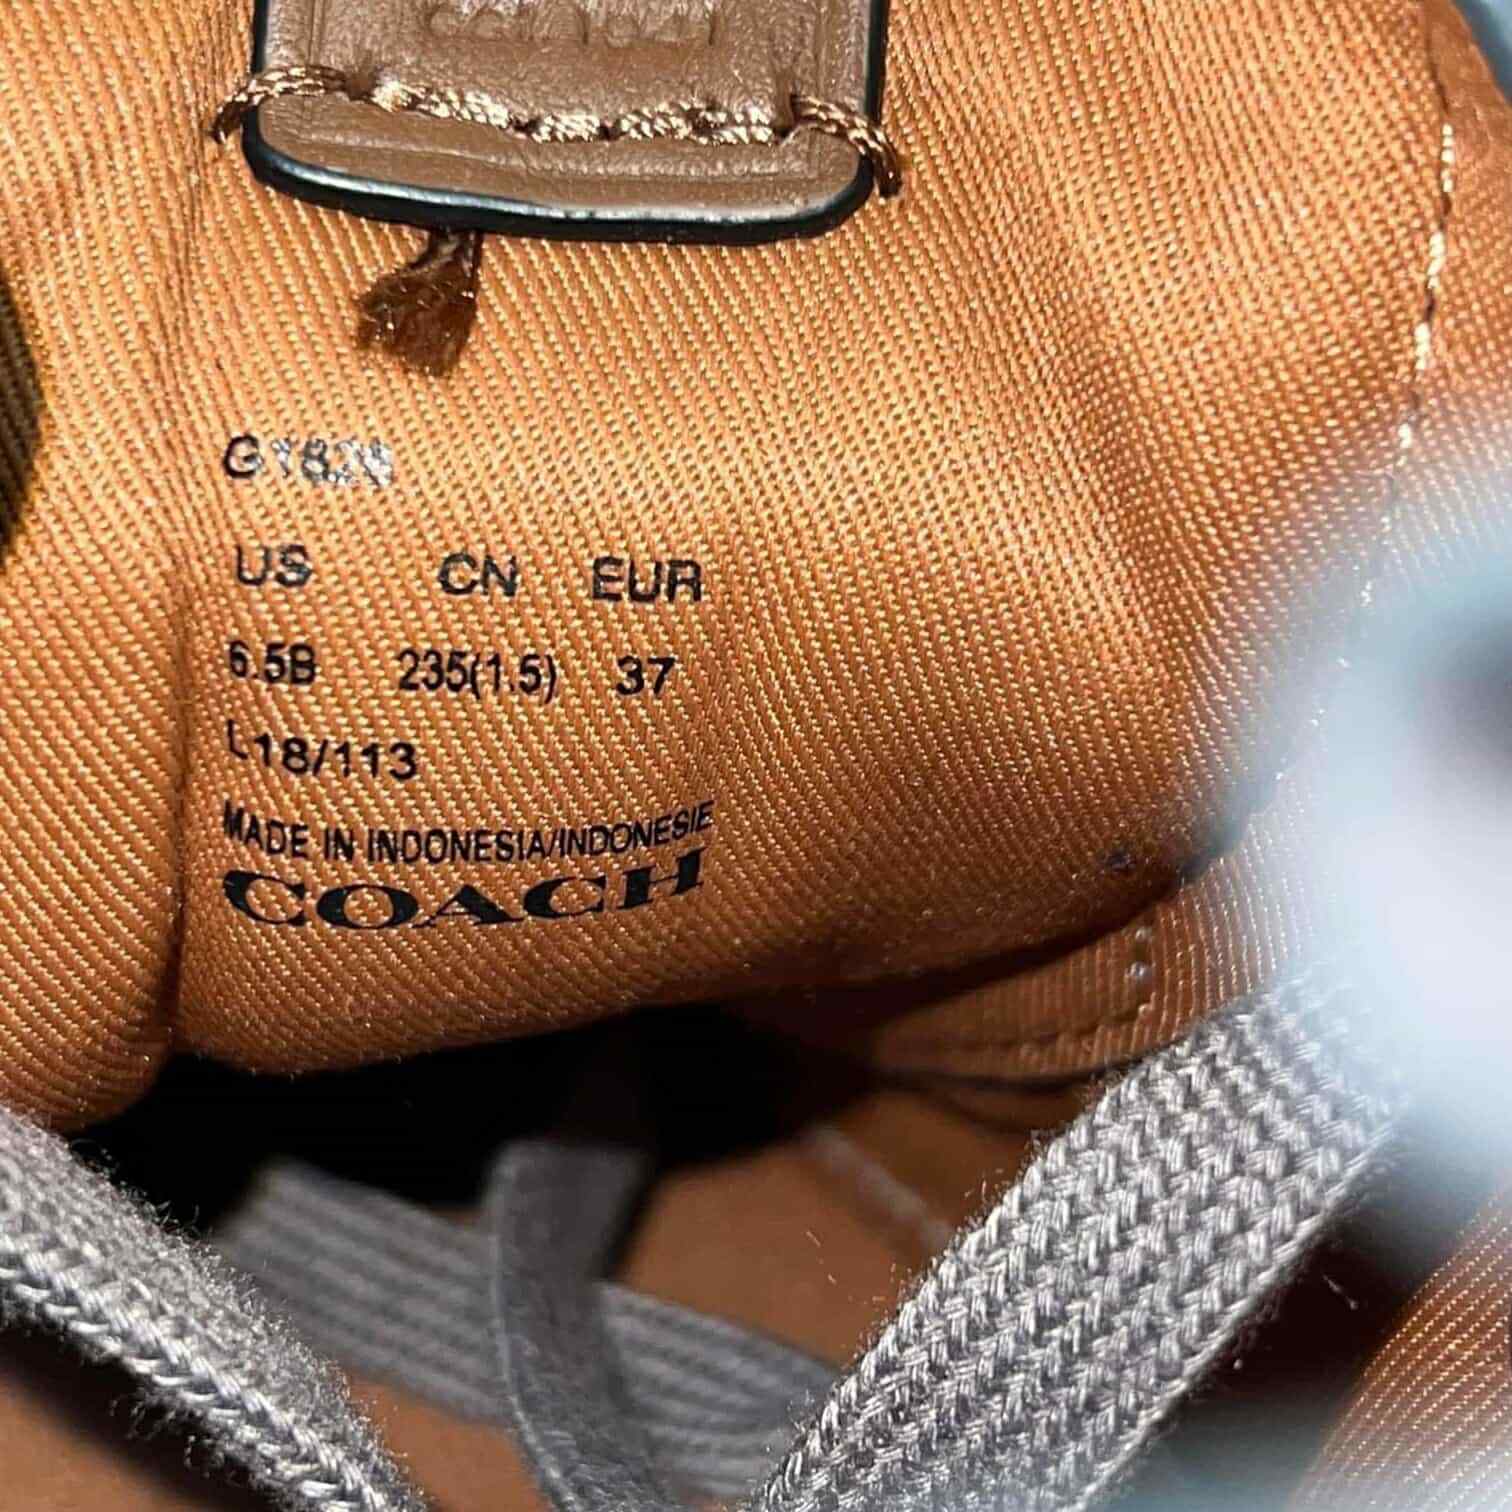 US CN EUR
6.5B 235(1.5) 37
L18/113
MADE IN INDONESIA/INDONESIE
COACH